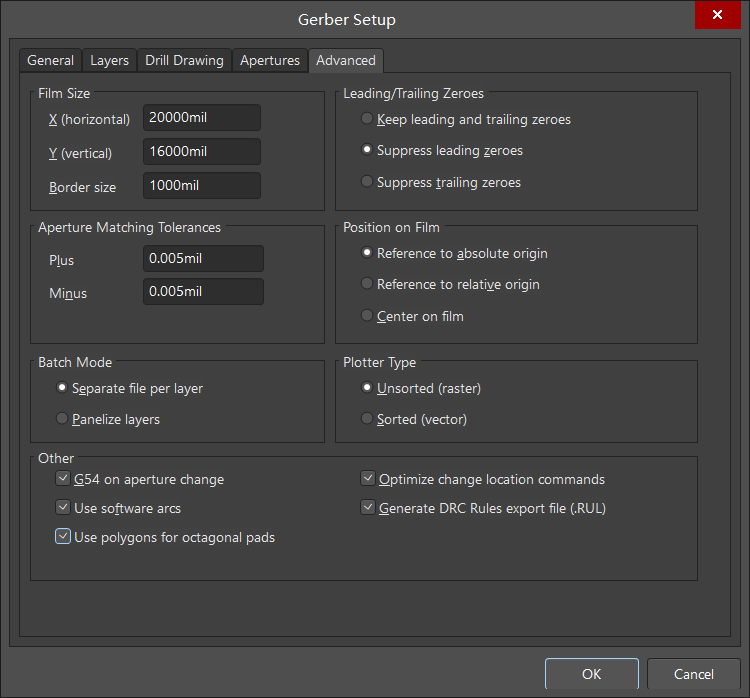 Gerber Setup
General Layers Drill Drawing Apertures Advanced
Film Size
X (horizontal) 20000mil
Y (vertical) 16000mil
Border size 1000mil
Leading/Trailing Zeroes
Keep leading and trailing zeroes
Suppress leading zeroes
Suppress trailing zeroes
Aperture Matching Tolerances
Plus 0.005mil
Minus 0.005mil
Position on Film
Reference to absolute origin
Reference to relative origin
Center on film
Batch Mode
Separate file per layer
Panelize layers
Plotter Type
Unsorted (raster)
Sorted (vector)
Other
G54 on aperture change
Use software arcs
Use polygons for octagonal pads
Optimize change location commands
Generate DRC Rules export file (.RUL)
OK Cancel